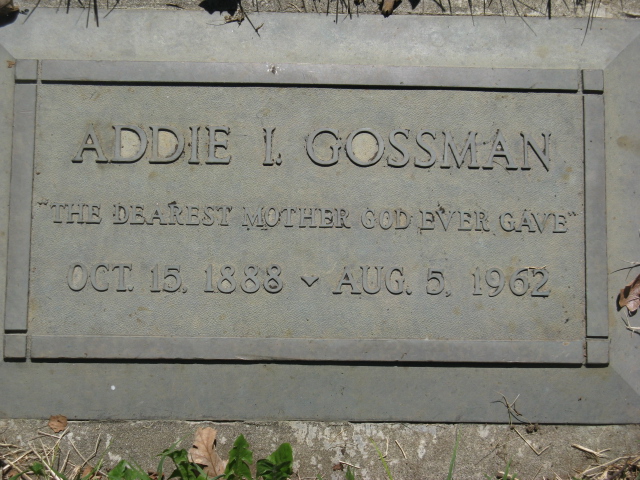 ADDIE I. GOSSMAN
"THE DEAREST MOTHER GOD EVER GAVE"
OCT. 15, 1888 - AUG. 5, 1962